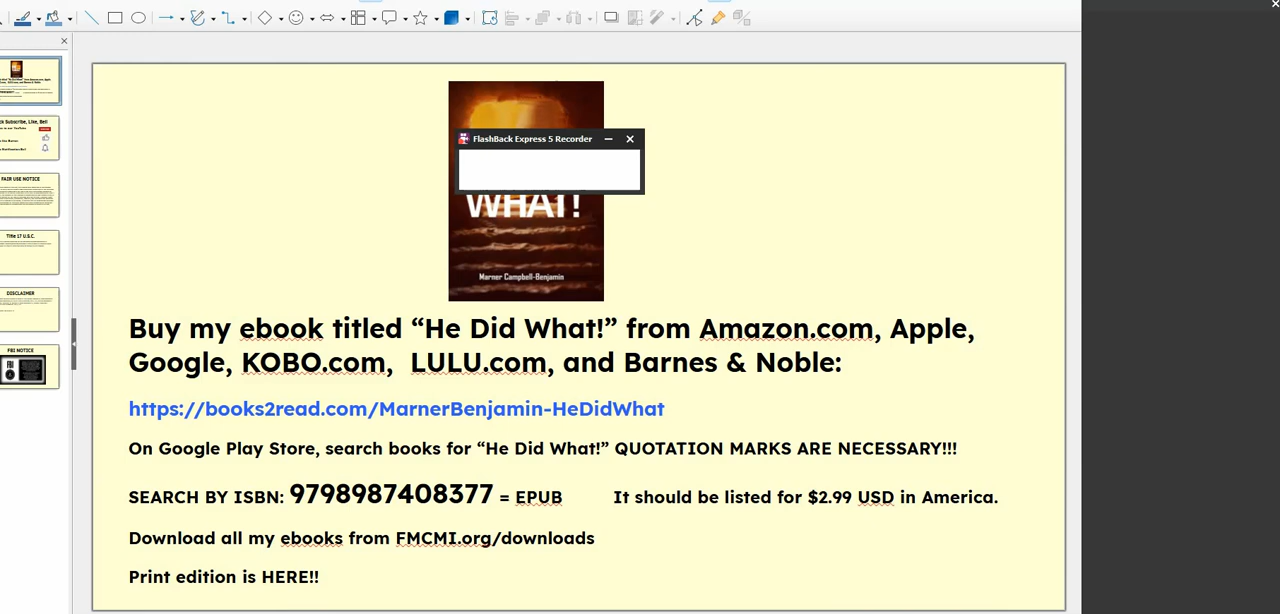 FlashBack Express 5 Recorder
WHAT!
Marner Campbell-Benjamin
Buy my ebook titled “He Did What!” from Amazon.com, Apple,
Google, KOBO.com, LULU.com, and Barnes & Noble:
https://books2read.com/MarnerBenjamin-HeDidWhat
On Google Play Store, search books for “He Did What!” QUOTATION MARKS ARE NECESSARY!!!
SEARCH BY ISBN: 9798987408377 = EPUB It should be listed for $2.99 USD in America.
Download all my ebooks from FMCMI.org/downloads
Print edition is HERE!!
Subscribe, Like, Bell
FAIR USE NOTICE
Title 17 U.S.C.
DISCLAIMER
FBI NOTICE